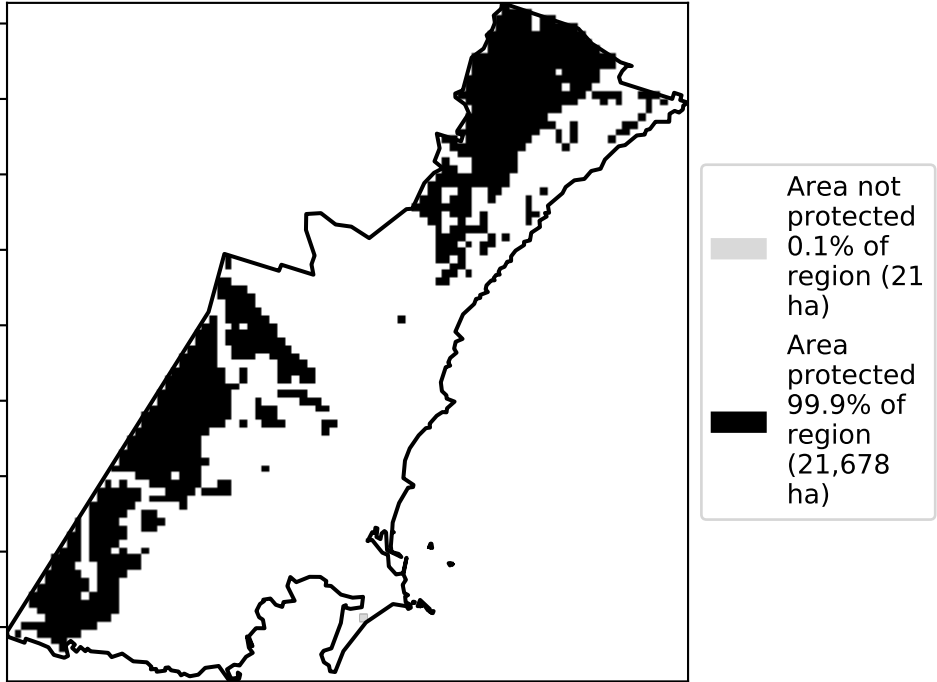 Area not
protected
0.1% of
region (21
ha)
Area
protected
99.9% of
region
(21,678
ha)